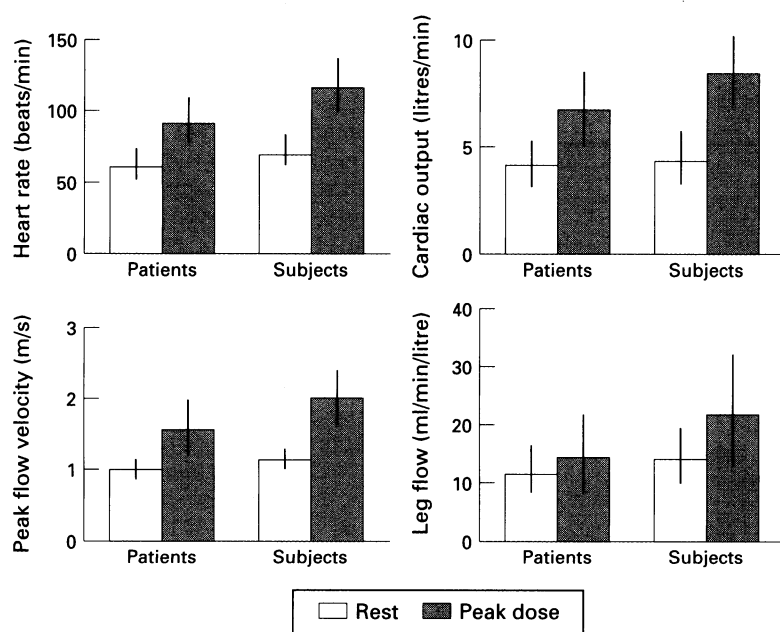 Heart rate (beats/min)
150
100
50
0
Patients
Subjects
Cardiac output (litres/min)
10
5
0
Patients
Subjects
Peak flow velocity (m/s)
3
2
1
0
Patients
Subjects
Leg flow (ml/min/litre)
40
30
20
10
0
Patients
Subjects
Rest
Peak dose